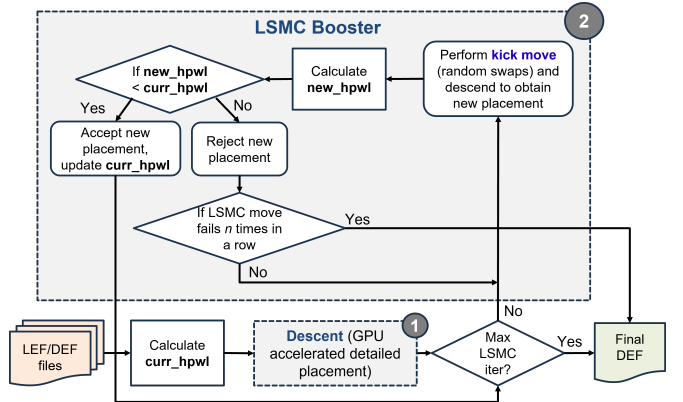 LSMC Booster
2
If new_hpwl
< curr_hpwl
Calculate
new_hpwl
Perform kick move
(random swaps) and
descend to obtain
new placement
Yes
No
Accept new
placement,
update curr_hpwl
Reject new
placement
If LSMC move
fails n times in
a row
Yes
No
No
LEF/DEF
files
Calculate
curr_hpwl
1
Descent (GPU
accelerated detailed
placement)
Max
LSMC
iter?
Yes
Final
DEF